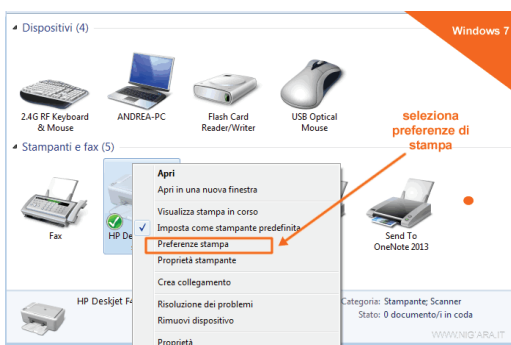 Dispositivi (4)
Windows 7
2.4G RF Keyboard
& Mouse
ANDREA-PC
Flash Card
Reader/Writer
USB Optical
Mouse
seleziona
preferenze di
stampa
Stampanti e fax (5)
Apri
Apri in una nuova finestra
Visualizza stampa in corso
Imposta come stampante predefinita
Preferenze stampa
Proprietà stampante
Crea collegamento
Risoluzione dei problemi
Rimuovi dispositivo
Proprietà
Fax
HP De
Send To
OneNote 2013
HP Deskjet F4
Categoria: Stampante; Scanner
Stato: 0 documento/i in coda
WWW.NIGIARA.IT